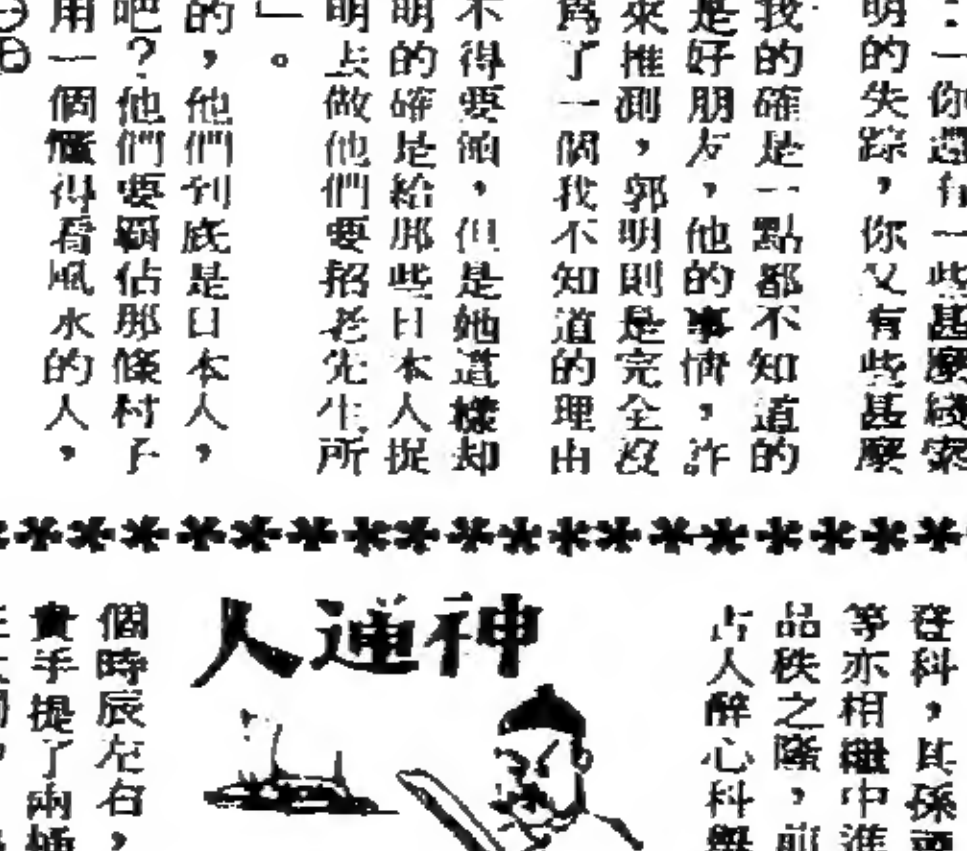 ：「你還有一些甚麼綫索
明的失踪，你又有些甚麼
我的確是一點都不知道的
是好朋友，他的事情，許
來推測，郭明則是完全沒
爲了一個我不知道的理由
不得要領，但是她這樣却
明的確是給那些日本人捉
明去做他們要招老先生所
」。
的，他們到底是日本人，
吧？他們要霸佔那條村子
用一個懂得看風水的人，
登科，其孫
等亦相繼中進
品秩之隆，前
古人醉心科舉
神通人
個時辰左右，
貴手提了兩桶